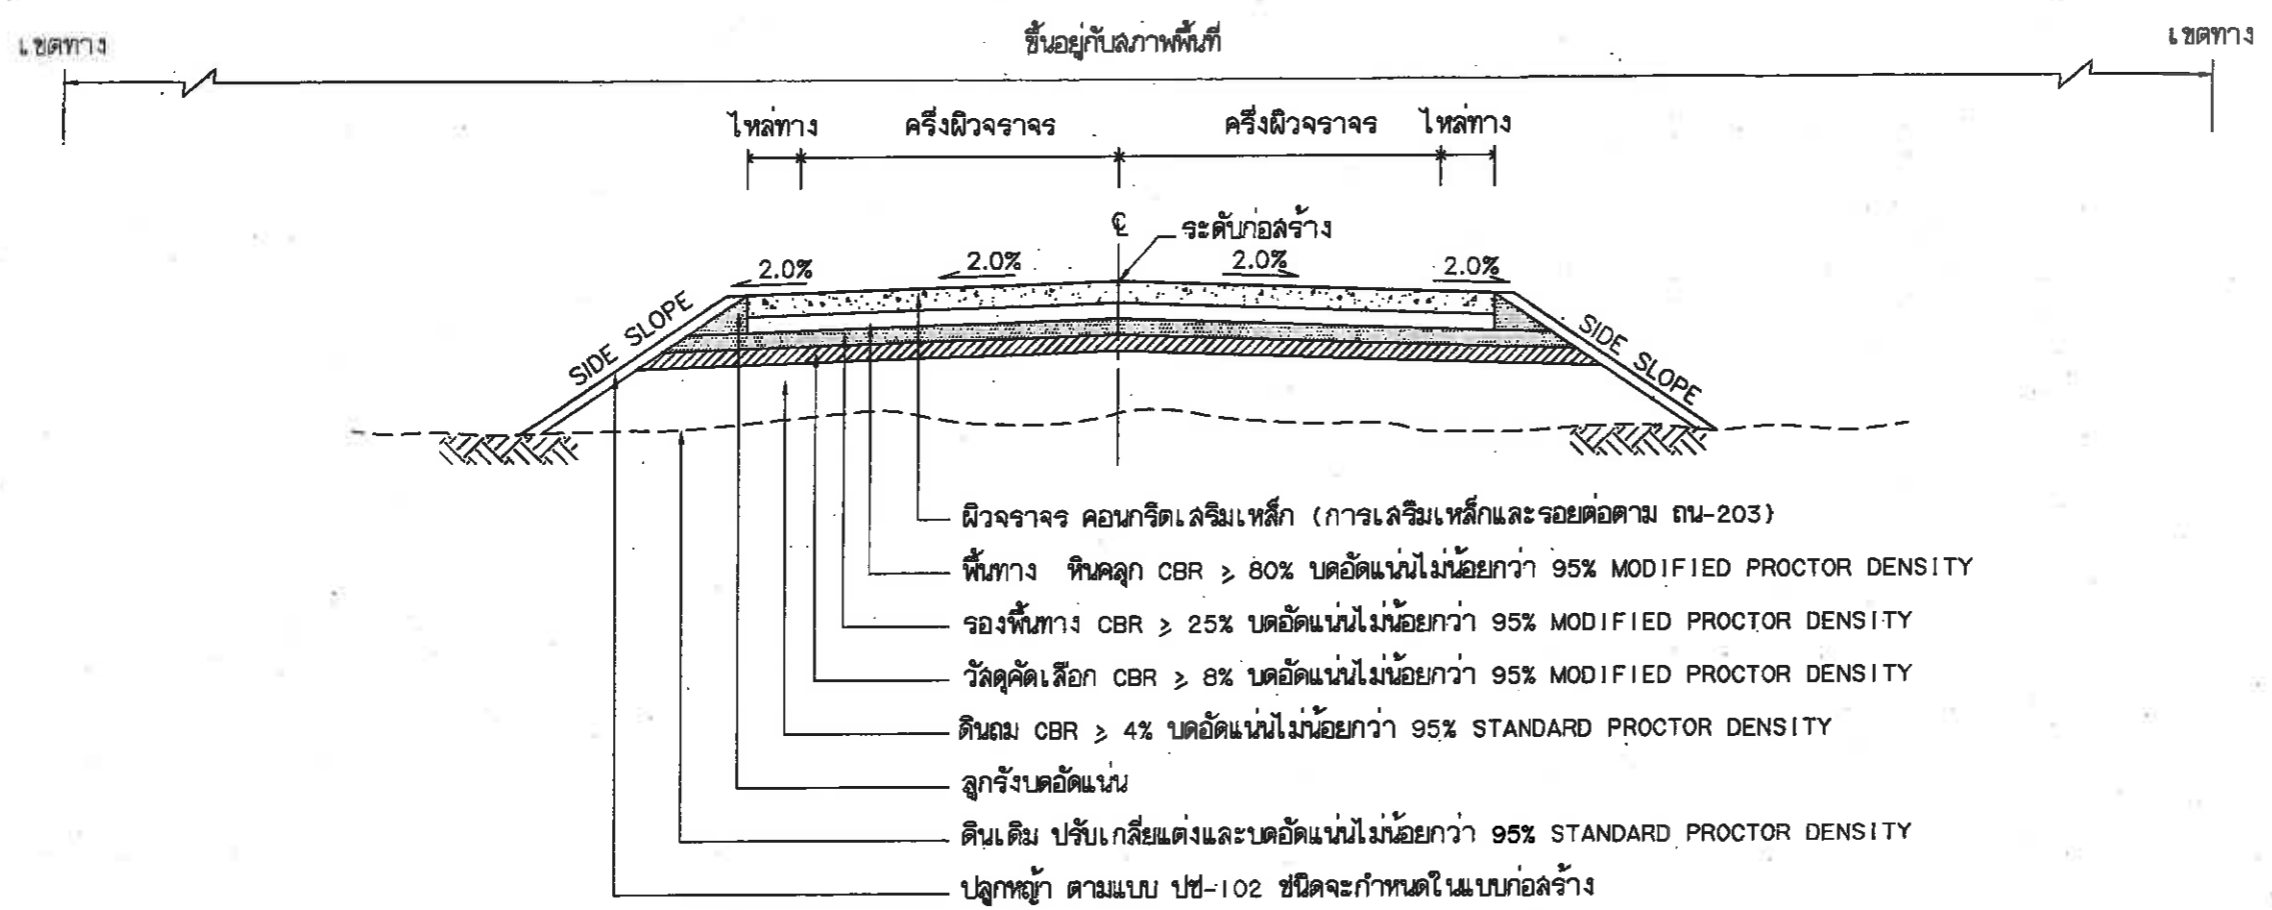 เขตทาง ขึ้นอยู่กับสภาพพื้นที่ เขตทาง
ไหล่ทาง ครึ่งผิวจราจร ครึ่งผิวจราจร ไหล่ทาง
℄ ระดับก่อสร้าง
2.0% 2.0% 2.0% 2.0%
SIDE SLOPE SIDE SLOPE
ผิวจราจร คอนกรีตเสริมเหล็ก (การเสริมเหล็กและรอยต่อตาม ถน-203)
พื้นทาง หินคลุก CBR ⩾ 80% บดอัดแน่นไม่น้อยกว่า 95% MODIFIED PROCTOR DENSITY
รองพื้นทาง CBR ⩾ 25% บดอัดแน่นไม่น้อยกว่า 95% MODIFIED PROCTOR DENSITY
วัสดุคัดเลือก CBR ⩾ 8% บดอัดแน่นไม่น้อยกว่า 95% MODIFIED PROCTOR DENSITY
ดินถม CBR ⩾ 4% บดอัดแน่นไม่น้อยกว่า 95% STANDARD PROCTOR DENSITY
ลูกรังบดอัดแน่น
ดินเดิม ปรับเกลี่ยแต่งและบดอัดแน่นไม่น้อยกว่า 95% STANDARD PROCTOR DENSITY
ปลูกหญ้า ตามแบบ ปช-102 ชนิดจะกำหนดในแบบก่อสร้าง